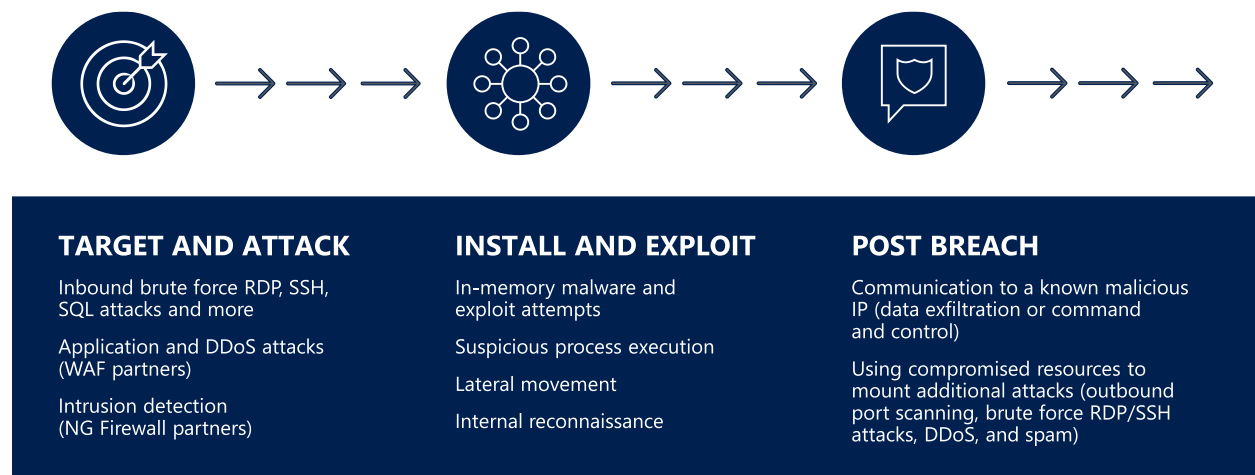 TARGET AND ATTACK
Inbound brute force RDP, SSH,
SQL attacks and more
Application and DDoS attacks
(WAF partners)
Intrusion detection
(NG Firewall partners)
INSTALL AND EXPLOIT
In-memory malware and
exploit attempts
Suspicious process execution
Lateral movement
Internal reconnaissance
POST BREACH
Communication to a known malicious
IP (data exfiltration or command
and control)
Using compromised resources to
mount additional attacks (outbound
port scanning, brute force RDP/SSH
attacks, DDoS, and spam)